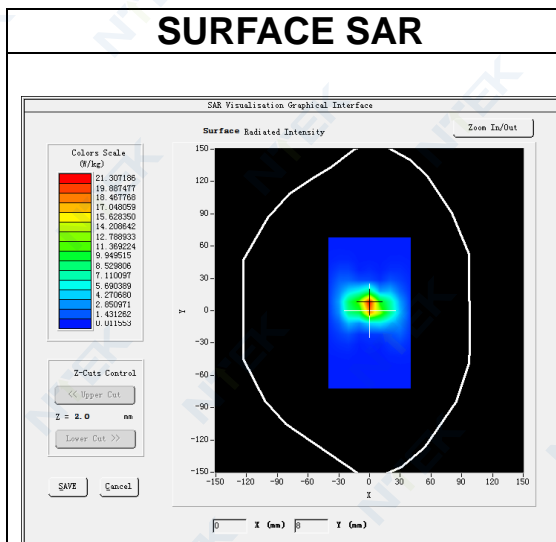 SURFACE SAR
SAR Visualisation Graphical Interface
Surface Radiated Intensity
Zoom In/Out
Colors Scale
(W/kg)
21.307186
19.887477
18.467768
17.048059
15.628350
14.208642
12.788933
11.369224
9.949515
8.529806
7.110097
5.690389
4.270680
2.850971
1.431262
0.011553
150
120
90
60
30
0
-30
-60
-90
-120
-150
Y
-150 -120 -90 -60 -30 0 30 60 90 120 150
X
Z-Cuts Control
<< Upper Cut
Z = 2.0 mm
Lower Cut >>
SAVE Cancel
0 X (mm) 8 Y (mm)
NTEK